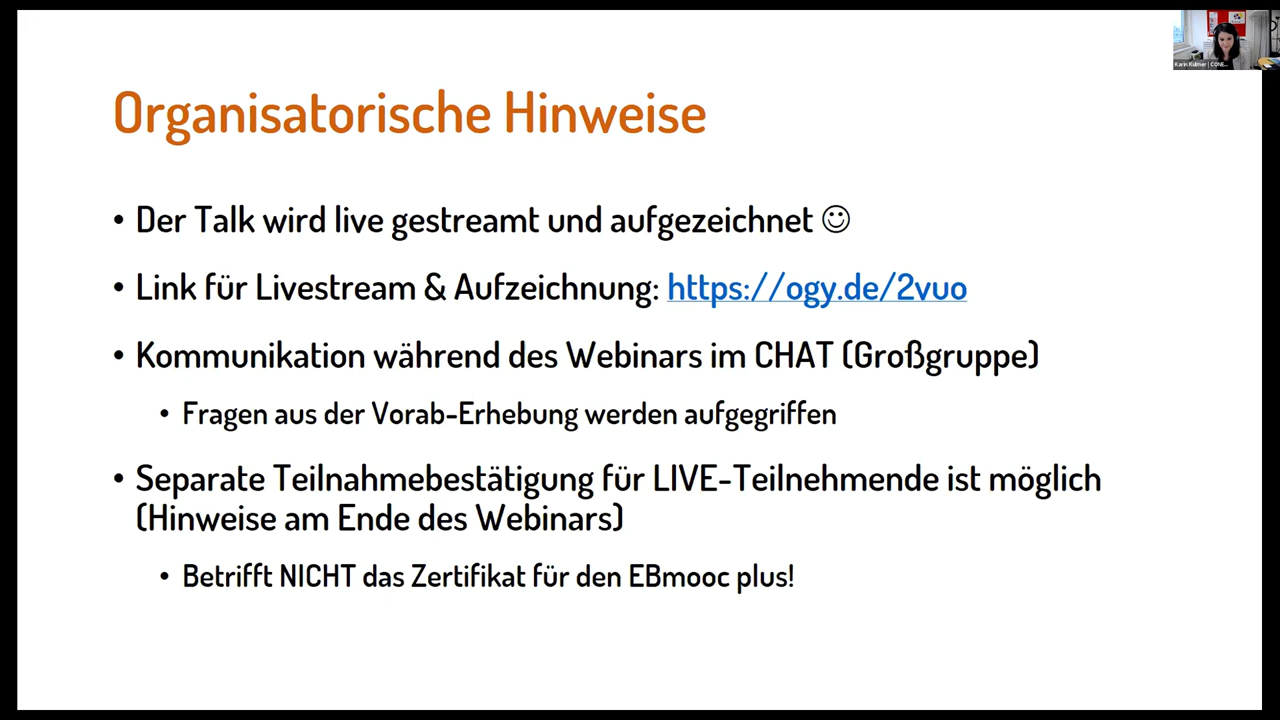 Organisatorische Hinweise
• Der Talk wird live gestreamt und aufgezeichnet ☺
• Link für Livestream & Aufzeichnung: https://ogy.de/2vuo
• Kommunikation während des Webinars im CHAT (Großgruppe)
• Fragen aus der Vorab-Erhebung werden aufgegriffen
• Separate Teilnahmebestätigung für LIVE-Teilnehmende ist möglich
(Hinweise am Ende des Webinars)
• Betrifft NICHT das Zertifikat für den EBmooc plus!